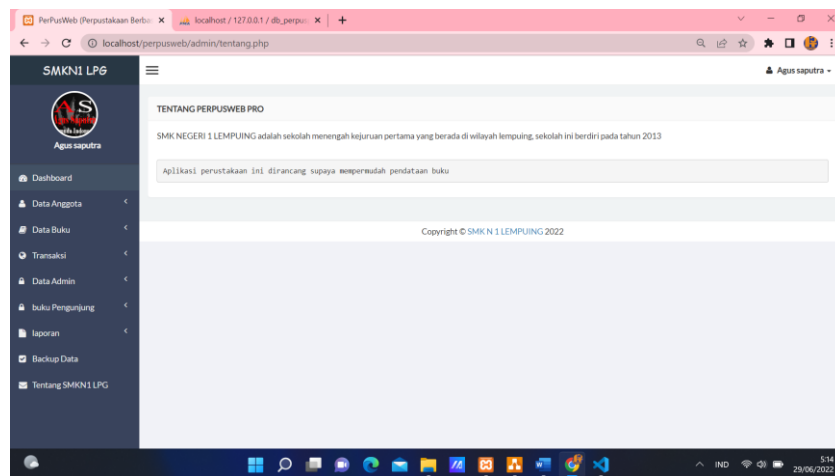 PerPusWeb (Perpustakaan Berba
localhost / 127.0.0.1 / db_perpus
localhost/perpusweb/admin/tentang.php
SMKN1 LPG
Agus saputra
Agus saputra
Dashboard
Data Anggota
Data Buku
Transaksi
Data Admin
buku Pengunjung
laporan
Backup Data
Tentang SMKN1 LPG
TENTANG PERPUSWEB PRO
SMK NEGERI 1 LEMPUING adalah sekolah menengah kejuruan pertama yang berada di wilayah lempuing, sekolah ini berdiri pada tahun 2013
Aplikasi perustakaan ini dirancang supaya mempermudah pendataan buku
Copyright © SMK N 1 LEMPUING 2022
IND
5:14
29/06/2022